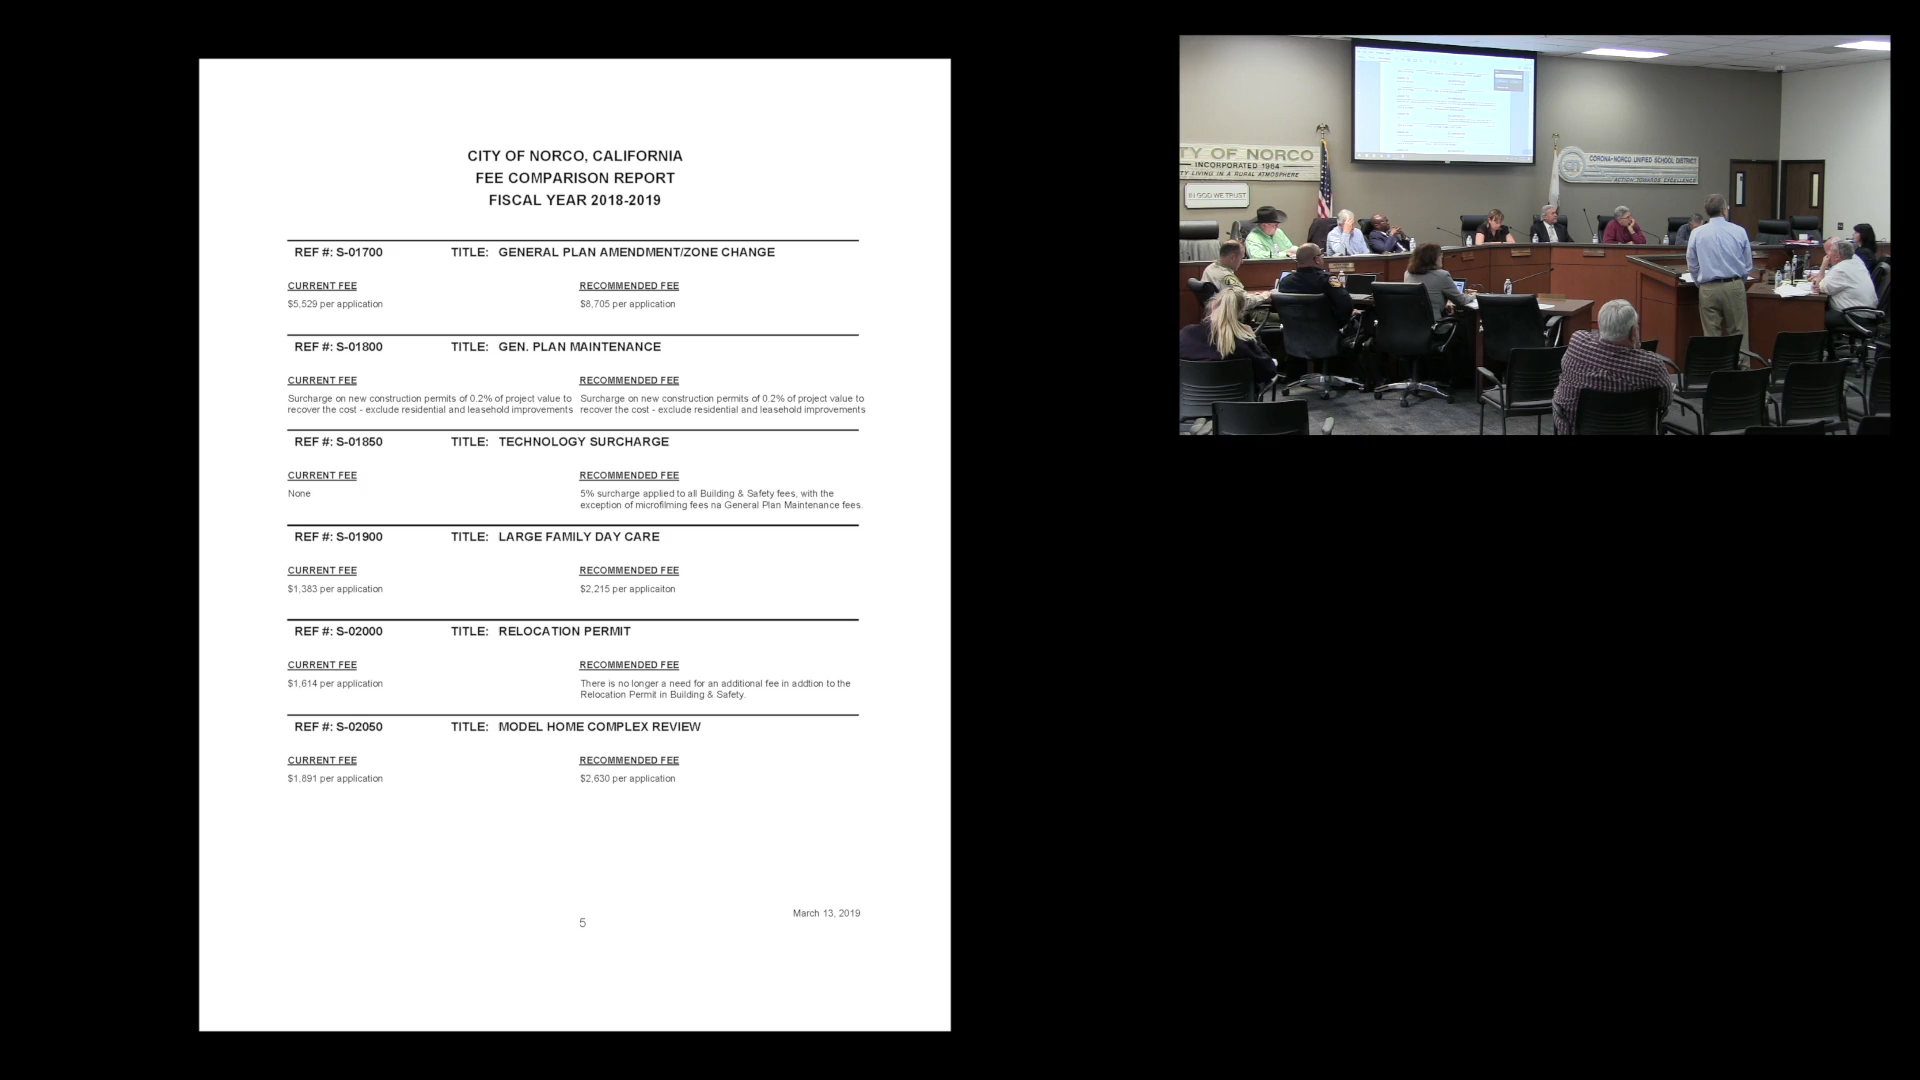 CITY OF NORCO, CALIFORNIA
FEE COMPARISON REPORT
FISCAL YEAR 2018-2019
REF #: S-01700 TITLE: GENERAL PLAN AMENDMENT/ZONE CHANGE
CURRENT FEE RECOMMENDED FEE
$5,529 per application $8,705 per application
REF #: S-01800 TITLE: GEN. PLAN MAINTENANCE
CURRENT FEE RECOMMENDED FEE
Surcharge on new construction permits of 0.2% of project value to Surcharge on new construction permits of 0.2% of project value to
recover the cost - exclude residential and leasehold improvements recover the cost - exclude residential and leasehold improvements
REF #: S-01850 TITLE: TECHNOLOGY SURCHARGE
CURRENT FEE RECOMMENDED FEE
None 5% surcharge applied to all Building & Safety fees, with the
exception of microfilming fees na General Plan Maintenance fees.
REF #: S-01900 TITLE: LARGE FAMILY DAY CARE
CURRENT FEE RECOMMENDED FEE
$1,383 per application $2,215 per applicaiton
REF #: S-02000 TITLE: RELOCATION PERMIT
CURRENT FEE RECOMMENDED FEE
$1,614 per application There is no longer a need for an additional fee in addtion to the
Relocation Permit in Building & Safety.
REF #: S-02050 TITLE: MODEL HOME COMPLEX REVIEW
CURRENT FEE RECOMMENDED FEE
$1,891 per application $2,630 per application
March 13, 2019
5
TY OF NORCO
INCORPORATED 1964
TY LIVING IN A RURAL ATMOSPHERE
IN GOD WE TRUST
CORONA-NORCO UNIFIED SCHOOL DISTRICT
ACTION TOWARDS EXCELLENCE